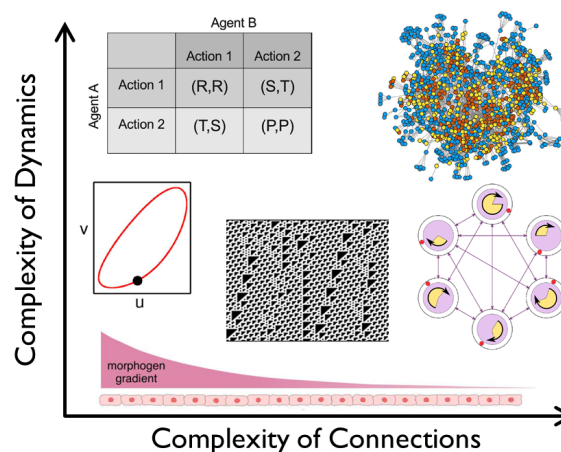 Agent B
Action 1 Action 2
Agent A
Action 1 (R,R) (S,T)
Action 2 (T,S) (P,P)
Complexity of Dynamics
v
u
morphogen
gradient
Complexity of Connections